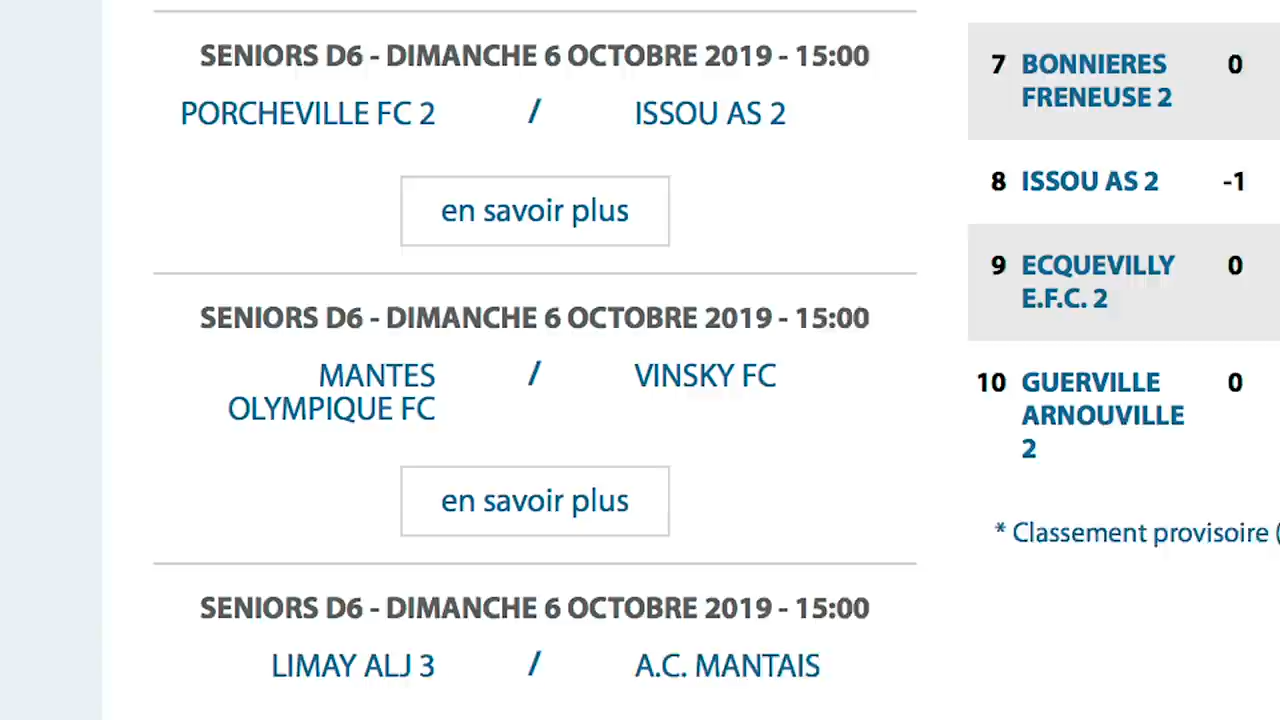 SENIORS D6 - DIMANCHE 6 OCTOBRE 2019 - 15:00
PORCHEVILLE FC 2 / ISSOU AS 2
en savoir plus
SENIORS D6 - DIMANCHE 6 OCTOBRE 2019 - 15:00
MANTES / VINSKY FC
OLYMPIQUE FC
en savoir plus
SENIORS D6 - DIMANCHE 6 OCTOBRE 2019 - 15:00
LIMAY ALJ 3 / A.C. MANTAIS
7 BONNIERES 0
FRENEUSE 2
8 ISSOU AS 2 -1
9 ECQUEVILLY 0
E.F.C. 2
10 GUERVILLE 0
ARNOUVILLE
2
* Classement provisoire (